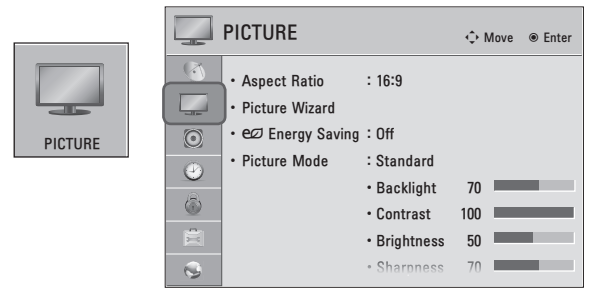 PICTURE
PICTURE
Move Enter
• Aspect Ratio : 16:9
• Picture Wizard
• Energy Saving : Off
• Picture Mode : Standard
• Backlight 70
• Contrast 100
• Brightness 50
• Sharpness 70